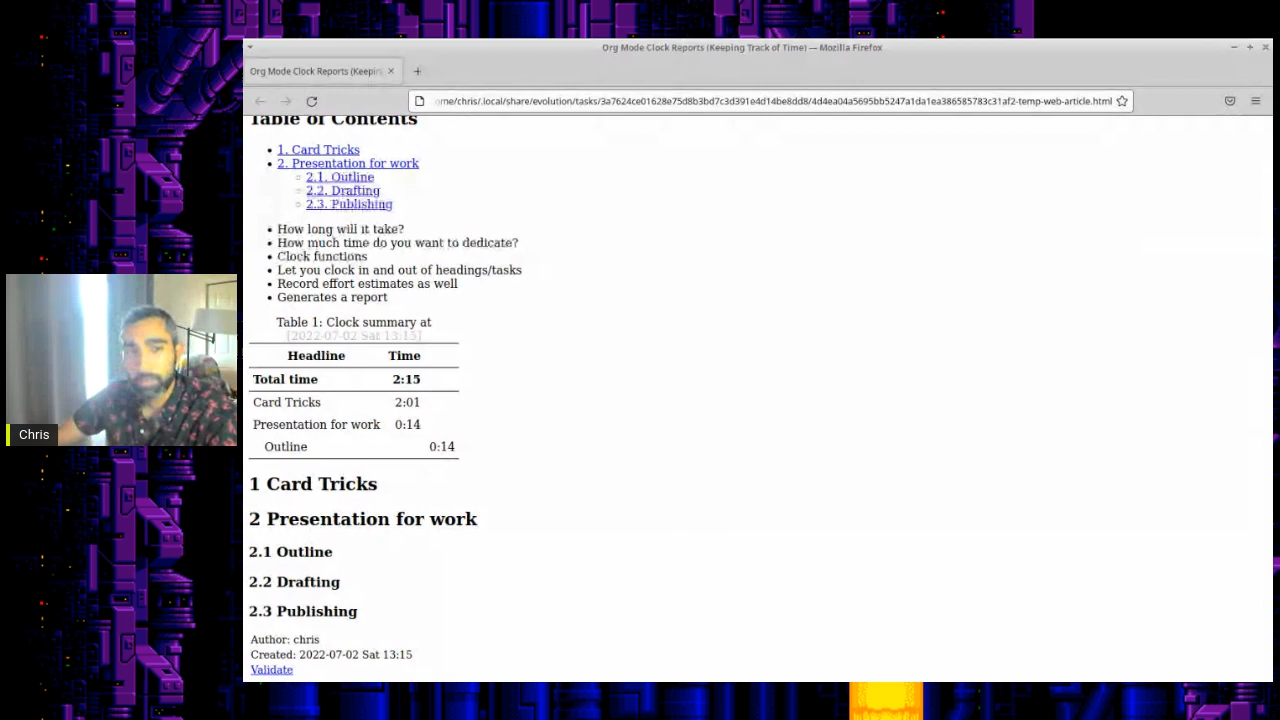 Org Mode Clock Reports (Keeping Track of Time) — Mozilla Firefox
Org Mode Clock Reports (Keepin
ome/chris/.local/share/evolution/tasks/3a7624ce01628e75d8b3bd7c3d391e4d14be8dd8/4d4ea04a5695bb5247a1da1ea386585783c31af2-temp-web-article.html
Table of Contents
1. Card Tricks
2. Presentation for work
2.1. Outline
2.2. Drafting
2.3. Publishing
How long will it take?
How much time do you want to dedicate?
Clock functions
Let you clock in and out of headings/tasks
Record effort estimates as well
Generates a report
Table 1: Clock summary at
[2022-07-02 Sat 13:15]
Headline Time
Total time 2:15
Card Tricks 2:01
Presentation for work 0:14
Outline 0:14
1 Card Tricks
2 Presentation for work
2.1 Outline
2.2 Drafting
2.3 Publishing
Author: chris
Created: 2022-07-02 Sat 13:15
Validate
Chris